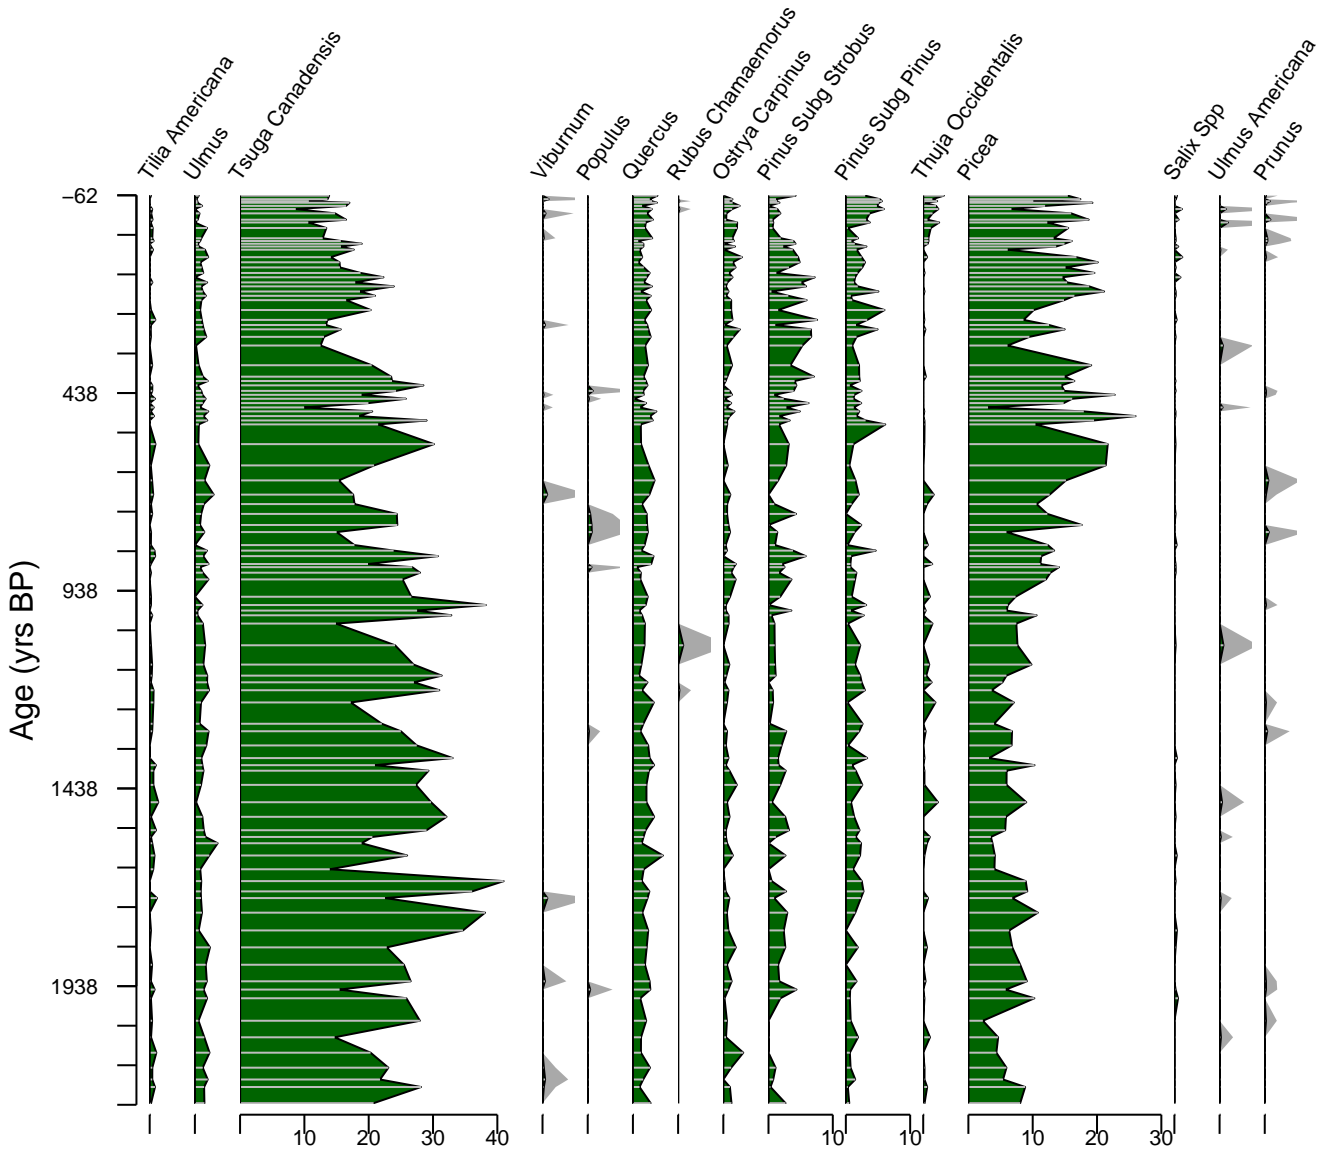 Tilia Americana
Ulmus
Tsuga Canadensis
Viburnum
Populus
Quercus
Rubus Chamaemorus
Ostrya Carpinus
Pinus Subg Strobus
Pinus Subg Pinus
Thuja Occidentalis
Picea
Salix Spp
Ulmus Americana
Prunus
Age (yrs BP)
−62
438
938
1438
1938
10 20 30 40 10 10 10 20 30